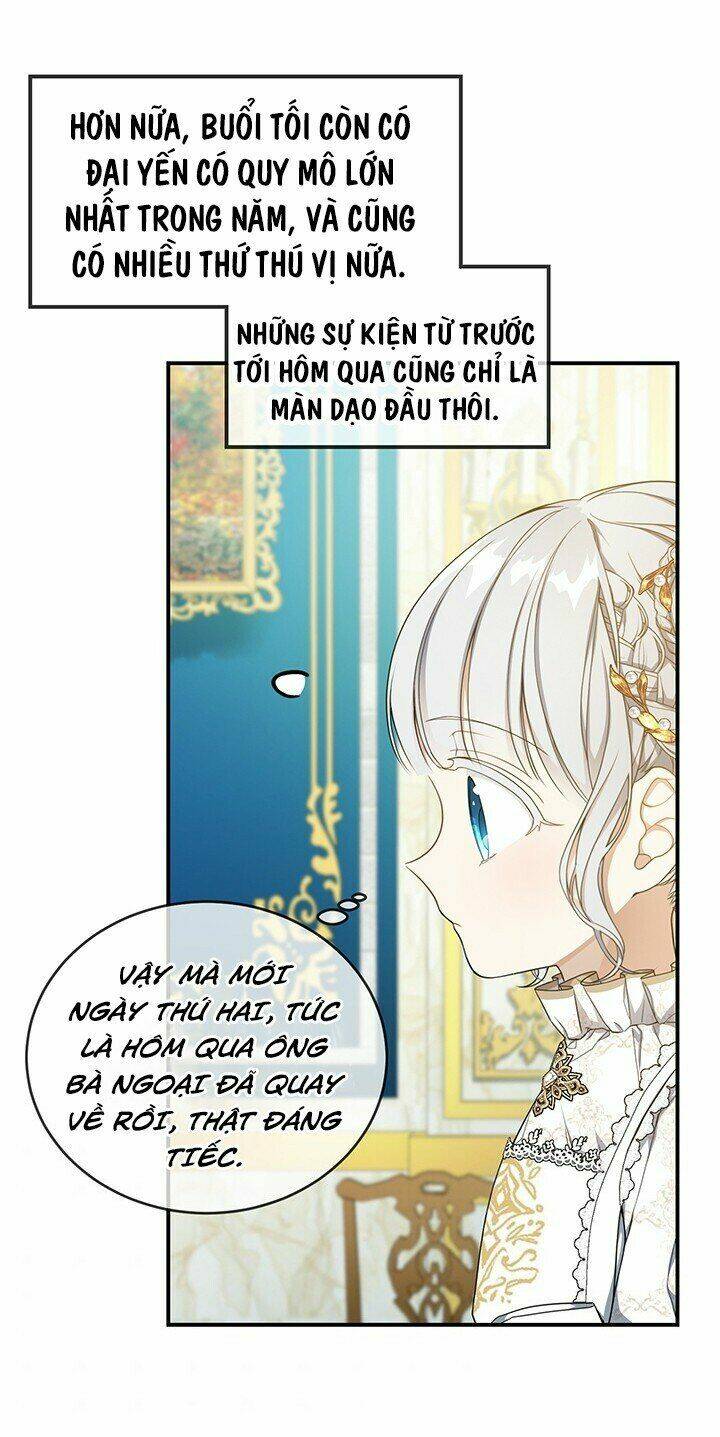 HƠN NỮA, BUỔI TỐI CÒN CÓ
ĐẠI YẾN CÓ QUY MÔ LỚN
NHẤT TRONG NĂM, VÀ CŨNG
CÓ NHIỀU THỨ THÚ VỊ NỮA.
NHỮNG SỰ KIỆN TỪ TRƯỚC
TỚI HÔM QUA CŨNG CHỈ LÀ
MÀN DẠO ĐẦU THÔI.
VẬY MÀ MỚI
NGÀY THỨ HAI, TỨC
LÀ HÔM QUA ÔNG
BÀ NGOẠI ĐÃ QUAY
VỀ RỒI, THẬT ĐÁNG
TIẾC.